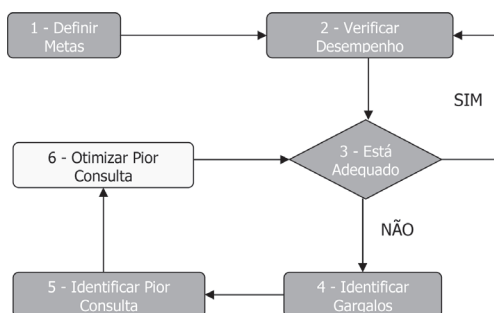 1 - Definir
Metas
2 - Verificar
Desempenho
SIM
3 - Está
Adequado
6 - Otimizar Pior
Consulta
NÃO
5 - Identificar Pior
Consulta
4 - Identificar
Gargalos